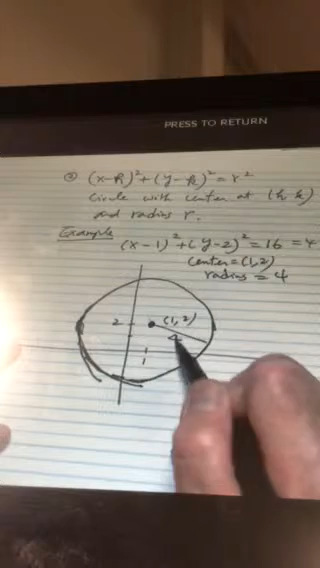 PRESS TO RETURN
② (x-h)² + (y-k)² = r²
Circle with center at (h, k)
and radius r.
Example
(x-1)² + (y-2)² = 16 = 4
center = (1,2)
radius = 4
2
(1,2)
4
1